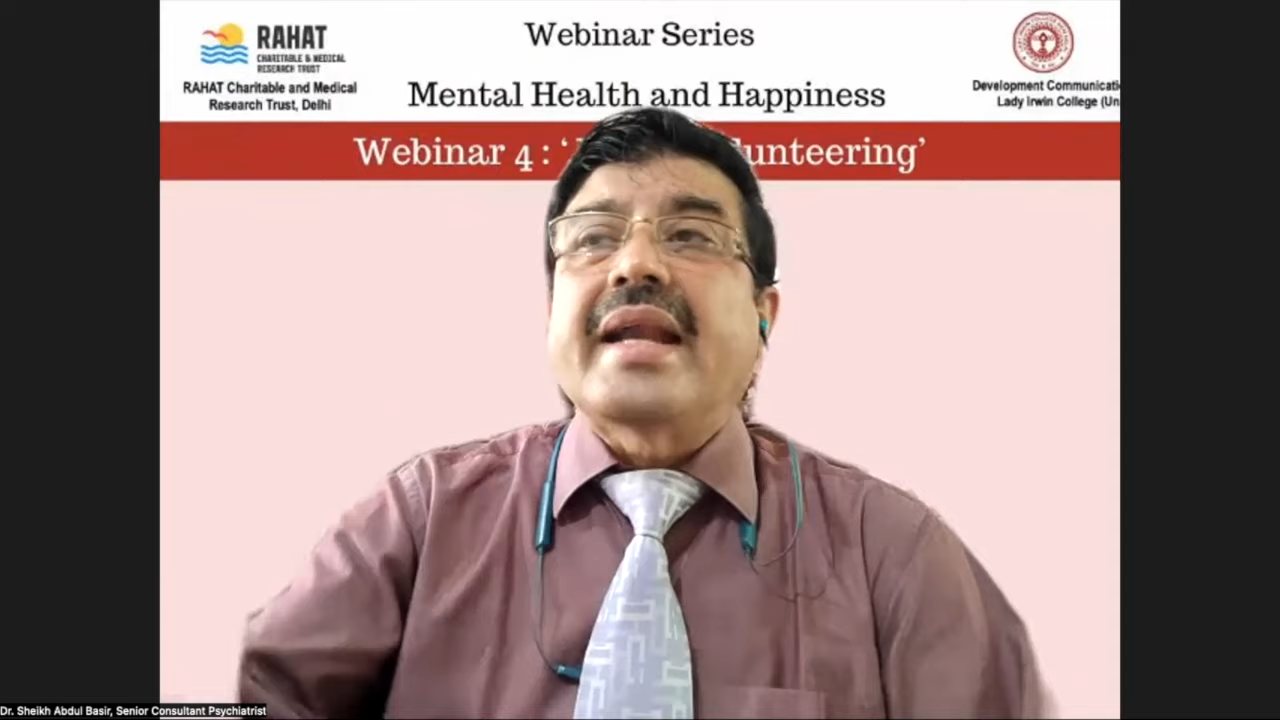 RAHAT
CHARITABLE & MEDICAL
RESEARCH TRUST
RAHAT Charitable and Medical
Research Trust, Delhi
Webinar Series
Mental Health and Happiness
Development Communicati
Lady Irwin College (Un
Webinar 4 : ‘ unteering’
Dr. Sheikh Abdul Basir, Senior Consultant Psychiatrist